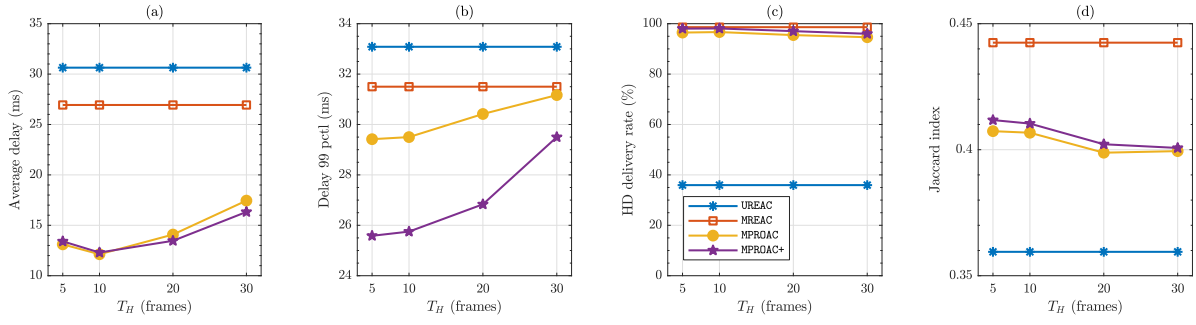 (a)
35
30
25
20
15
10
Average delay (ms)
5 10 20 30
T_H (frames)
(b)
34
32
30
28
26
24
Delay 99 pctl (ms)
5 10 20 30
T_H (frames)
(c)
100
80
60
40
20
0
HD delivery rate (%)
UREAC
MREAC
MPROAC
MPROAC+
5 10 20 30
T_H (frames)
(d)
0.45
0.4
0.35
Jaccard index
5 10 20 30
T_H (frames)